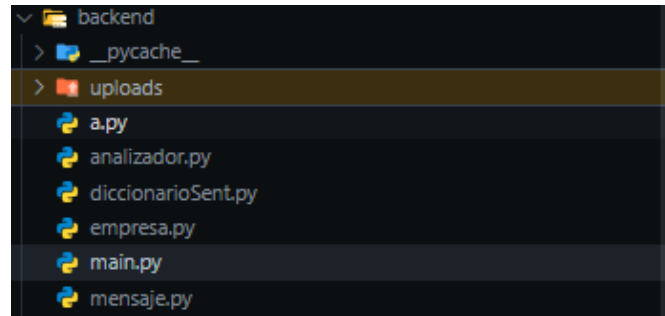 backend
__pycache__
uploads
a.py
analizador.py
diccionarioSent.py
empresa.py
main.py
mensaje.py